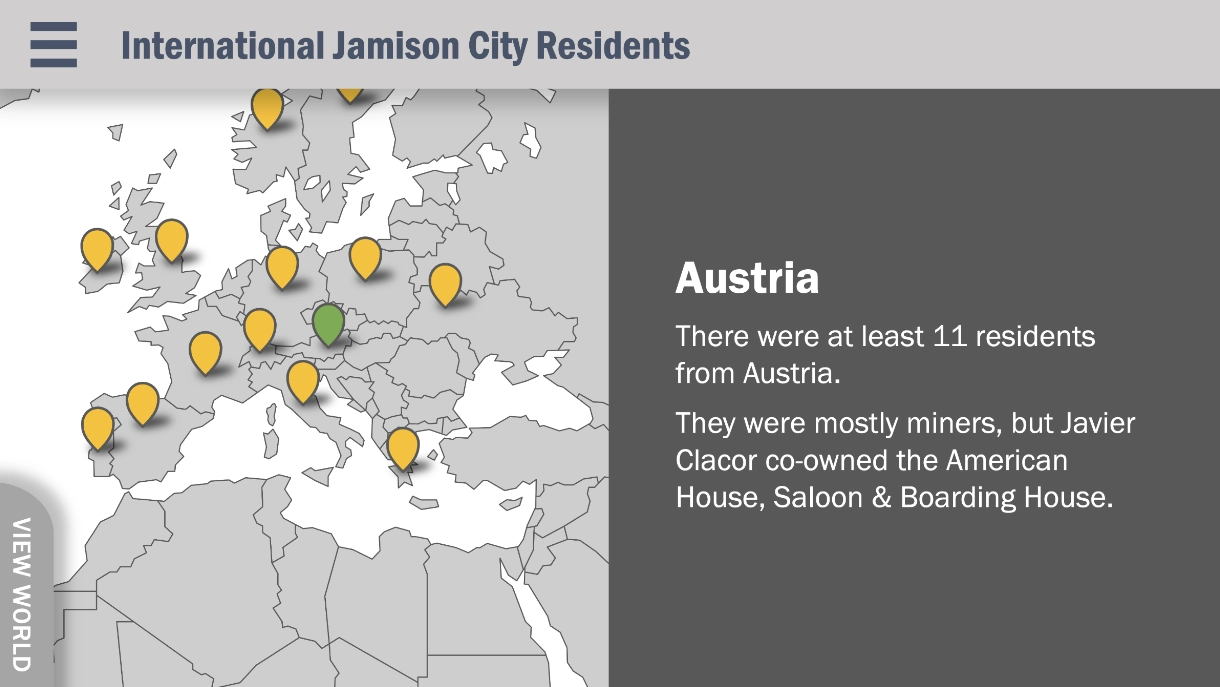 International Jamison City Residents
Austria
There were at least 11 residents
from Austria.
They were mostly miners, but Javier
Clacor co-owned the American
House, Saloon & Boarding House.
VIEW WORLD